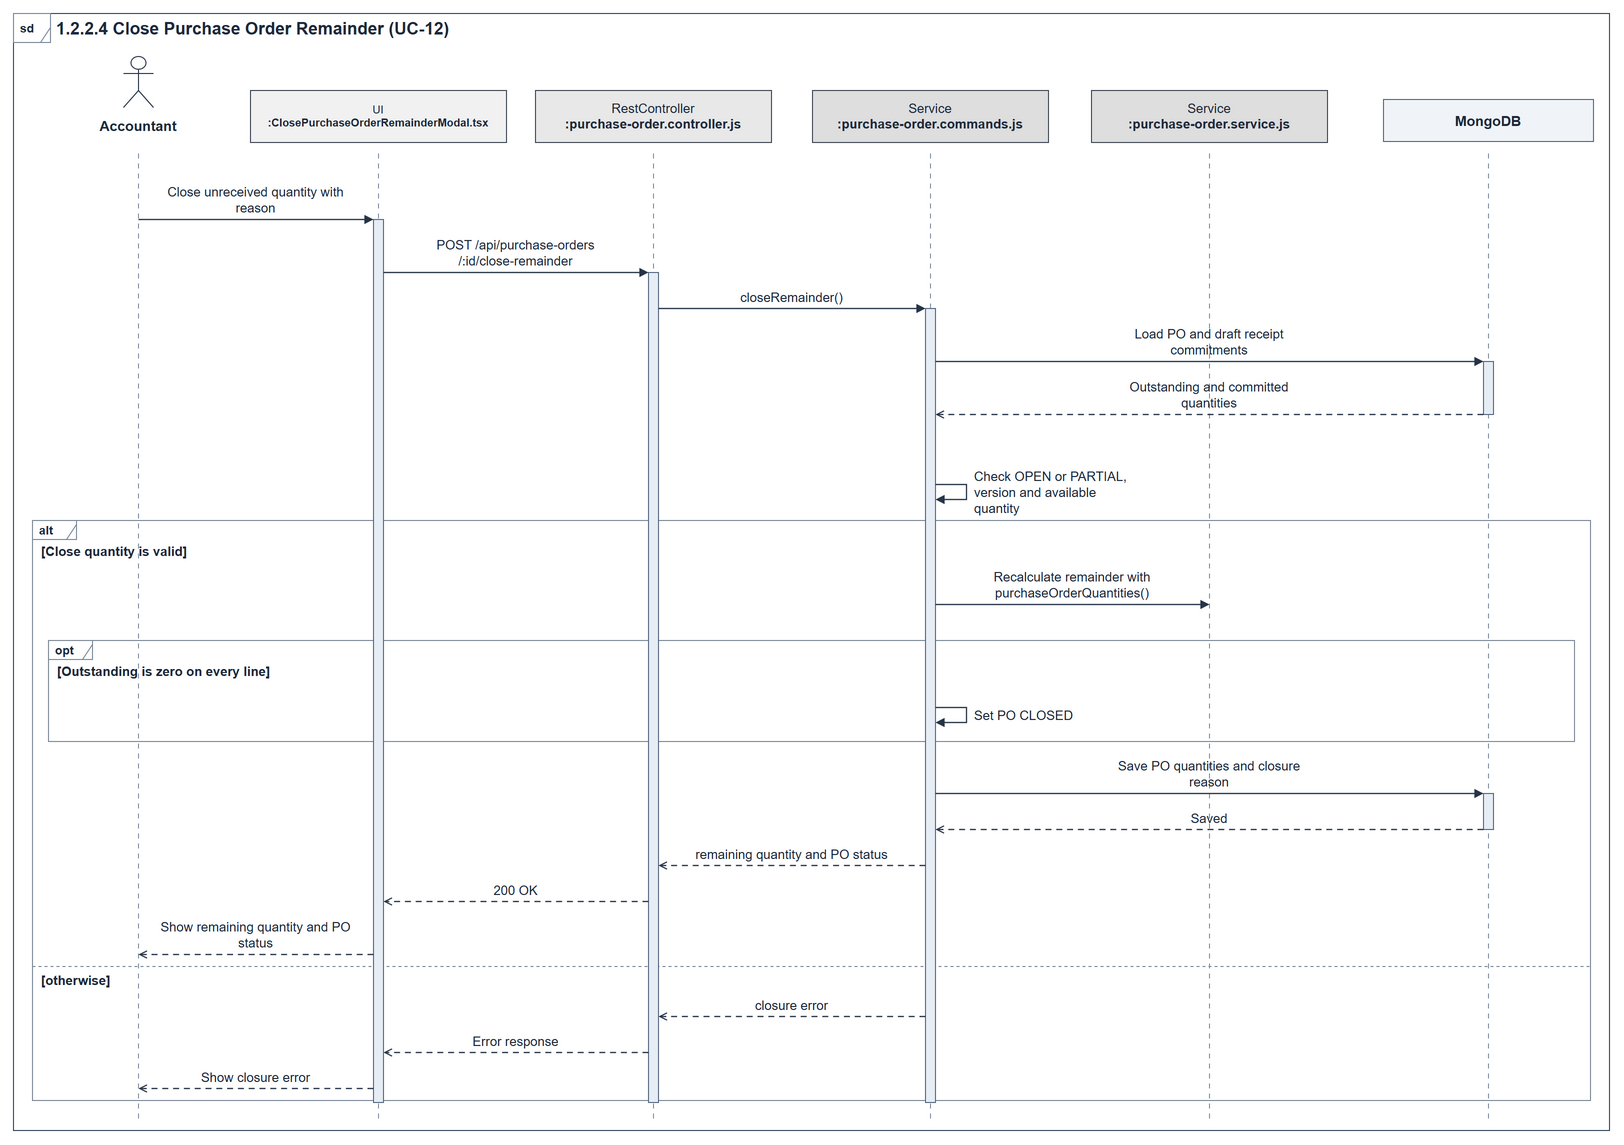 sd
1.2.2.4 Close Purchase Order Remainder (UC-12)
Accountant
UI
:ClosePurchaseOrderRemainderModal.tsx
RestController
:purchase-order.controller.js
Service
:purchase-order.commands.js
Service
:purchase-order.service.js
MongoDB
Close unreceived quantity with
reason
POST /api/purchase-orders
/:id/close-remainder
closeRemainder()
Load PO and draft receipt
commitments
Outstanding and committed
quantities
Check OPEN or PARTIAL,
version and available
quantity
alt
[Close quantity is valid]
Recalculate remainder with
purchaseOrderQuantities()
opt
[Outstanding is zero on every line]
Set PO CLOSED
Save PO quantities and closure
reason
Saved
remaining quantity and PO status
200 OK
Show remaining quantity and PO
status
[otherwise]
closure error
Error response
Show closure error